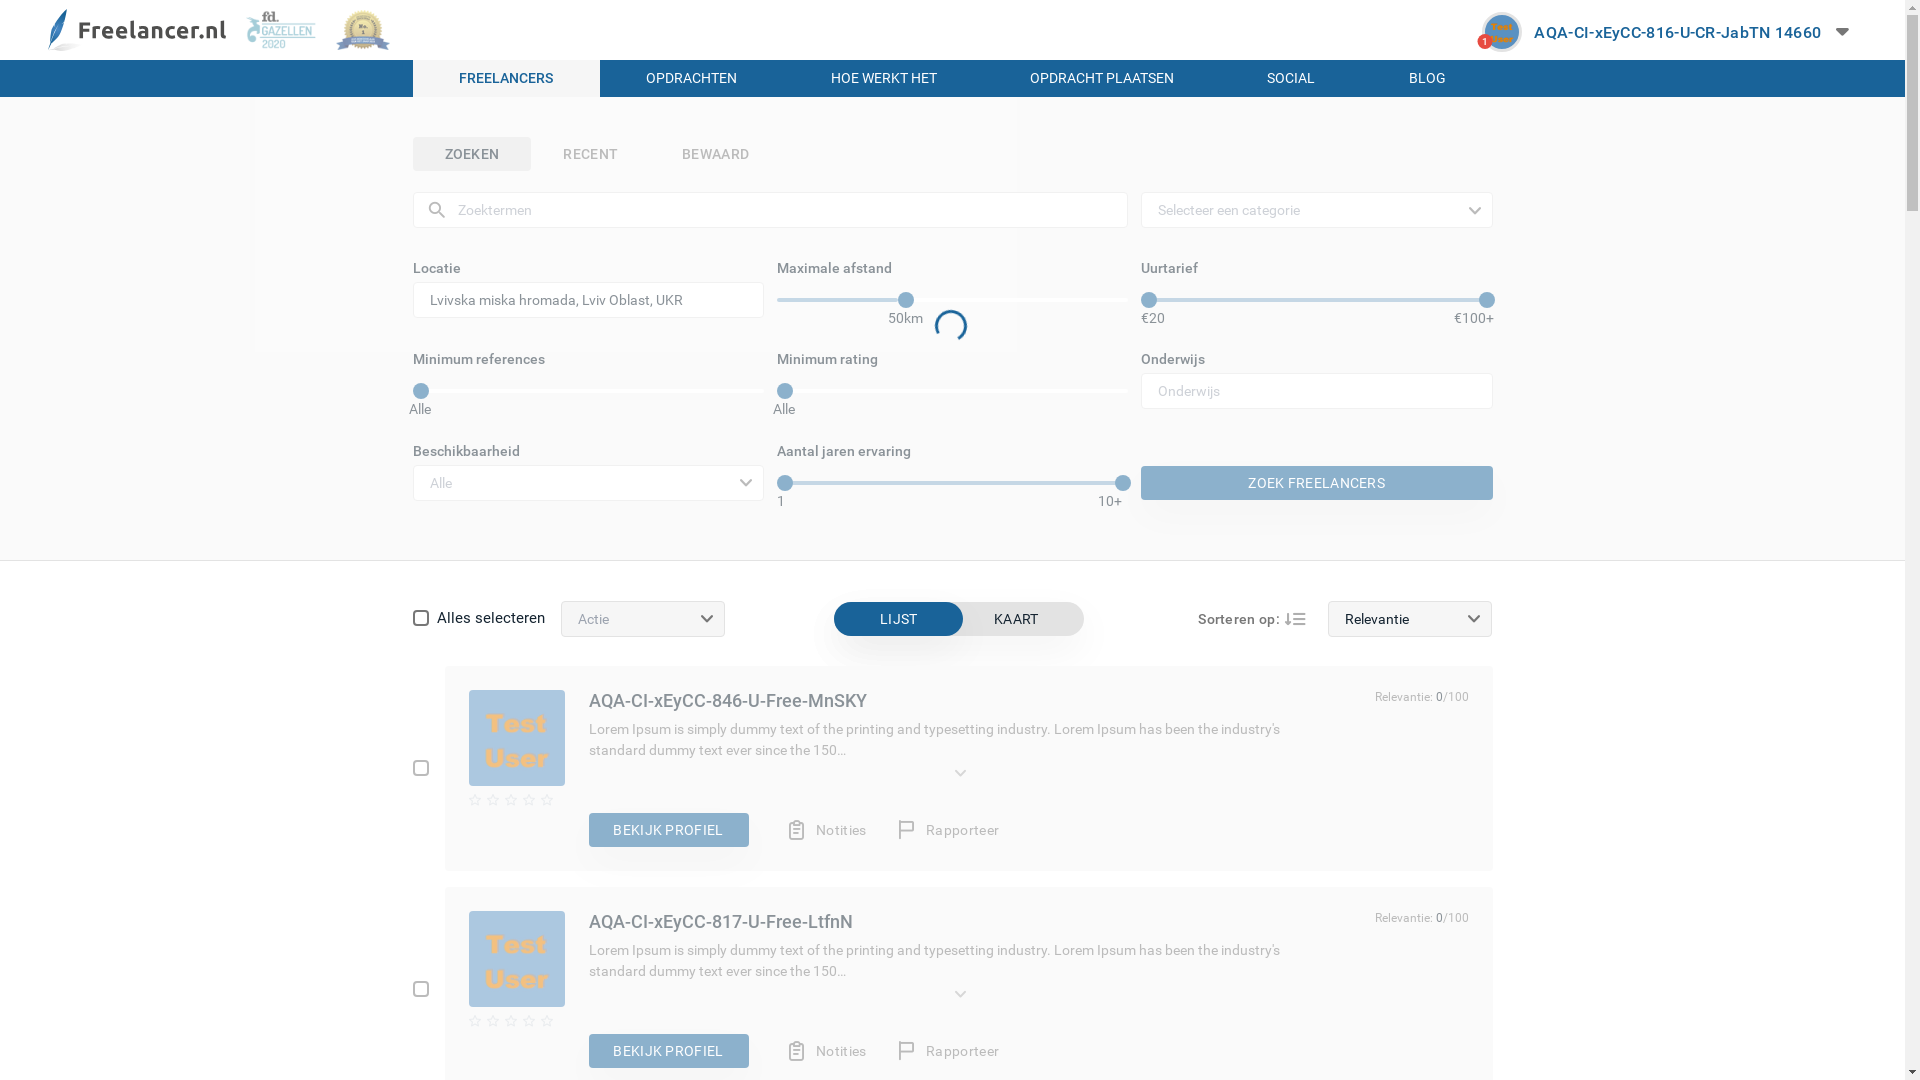 Freelancer.nl
fd.
GAZELLEN
2020
No.
1
Test
User
1
AQA-CI-xEyCC-816-U-CR-JabTN 14660
FREELANCERS
OPDRACHTEN
HOE WERKT HET
OPDRACHT PLAATSEN
SOCIAL
BLOG
ZOEKEN
RECENT
BEWAARD
Zoektermen
Selecteer een categorie
Locatie
Maximale afstand
Uurtarief
Lvivska miska hromada, Lviv Oblast, UKR
50km
€20
€100+
Minimum references
Minimum rating
Onderwijs
Onderwijs
Alle
Alle
Beschikbaarheid
Aantal jaren ervaring
Alle
ZOEK FREELANCERS
1
10+
Alles selecteren
Actie
LIJST
KAART
Sorteren op:
Relevantie
Test
User
AQA-CI-xEyCC-846-U-Free-MnSKY
Relevantie: 0/100
Lorem Ipsum is simply dummy text of the printing and typesetting industry. Lorem Ipsum has been the industry's
standard dummy text ever since the 150...
BEKIJK PROFIEL
Notities
Rapporteer
Test
User
AQA-CI-xEyCC-817-U-Free-LtfnN
Relevantie: 0/100
Lorem Ipsum is simply dummy text of the printing and typesetting industry. Lorem Ipsum has been the industry's
standard dummy text ever since the 150...
BEKIJK PROFIEL
Notities
Rapporteer